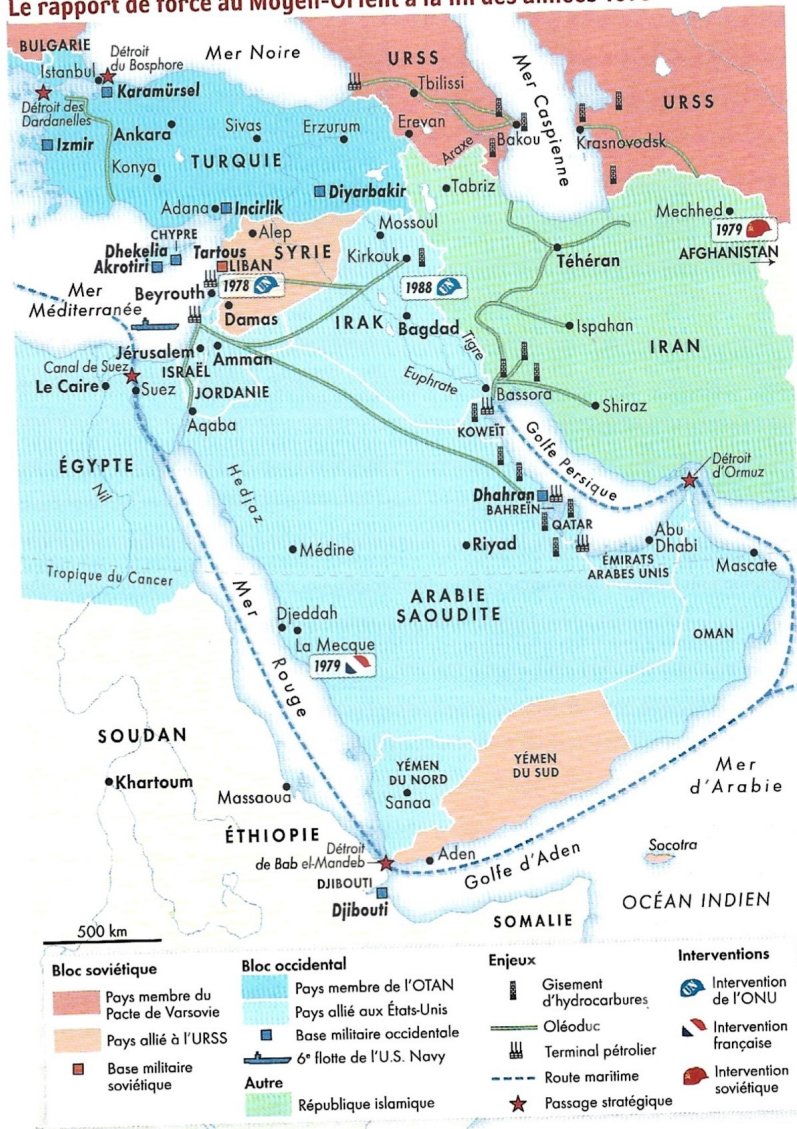 Le rapport de force au Moyen-Orient à la fin des années
BULGARIE
Détroit
du Bosphore
Istanbul
Mer Noire
URSS
Tbilissi
Mer Caspienne
URSS
Karamürsel
Détroit des
Dardanelles
Izmir
Ankara
Sivas
Erzurum
Erevan
Araxe
Bakou
Krasnovodsk
TURQUIE
Konya
Diyarbakir
Tabriz
Adana
Incirlik
Mechhed
1979
AFGHANISTAN
CHYPRE
Dhekelia
Akrotiri
Tartous
Alep
SYRIE
Mossoul
Kirkouk
Téhéran
LIBAN
1978
UN
1988
UN
Mer
Méditerranée
Beyrouth
Damas
IRAK
Bagdad
Tigre
Ispahan
IRAN
Jérusalem
Amman
ISRAËL
Canal de Suez
Le Caire
Suez
JORDANIE
Euphrate
Bassora
Shiraz
Aqaba
KOWEÏT
Golfe Persique
Détroit
d'Ormuz
ÉGYPTE
Nil
Hedjaz
Dhahran
BAHREÏN
QATAR
Médine
Riyad
Abu
Dhabi
ÉMIRATS
ARABES UNIS
Mascate
Tropique du Cancer
Mer
Rouge
ARABIE
SAOUDITE
Djeddah
La Mecque
1979
OMAN
SOUDAN
Khartoum
YÉMEN
DU NORD
Sanaa
YÉMEN
DU SUD
Mer
d'Arabie
Massaoua
ÉTHIOPIE
Détroit
de Bab el-Mandeb
Aden
Golfe d'Aden
Socotra
DJIBOUTI
Djibouti
SOMALIE
OCÉAN INDIEN
500 km
Bloc soviétique
Pays membre du
Pacte de Varsovie
Pays allié à l'URSS
Base militaire
soviétique
Bloc occidental
Pays membre de l'OTAN
Pays allié aux États-Unis
Base militaire occidentale
6e flotte de l'U.S. Navy
Autre
République islamique
Enjeux
Gisement
d'hydrocarbures
Oléoduc
Terminal pétrolier
Route maritime
Passage stratégique
Interventions
UN
Intervention
de l'ONU
Intervention
française
Intervention
soviétique